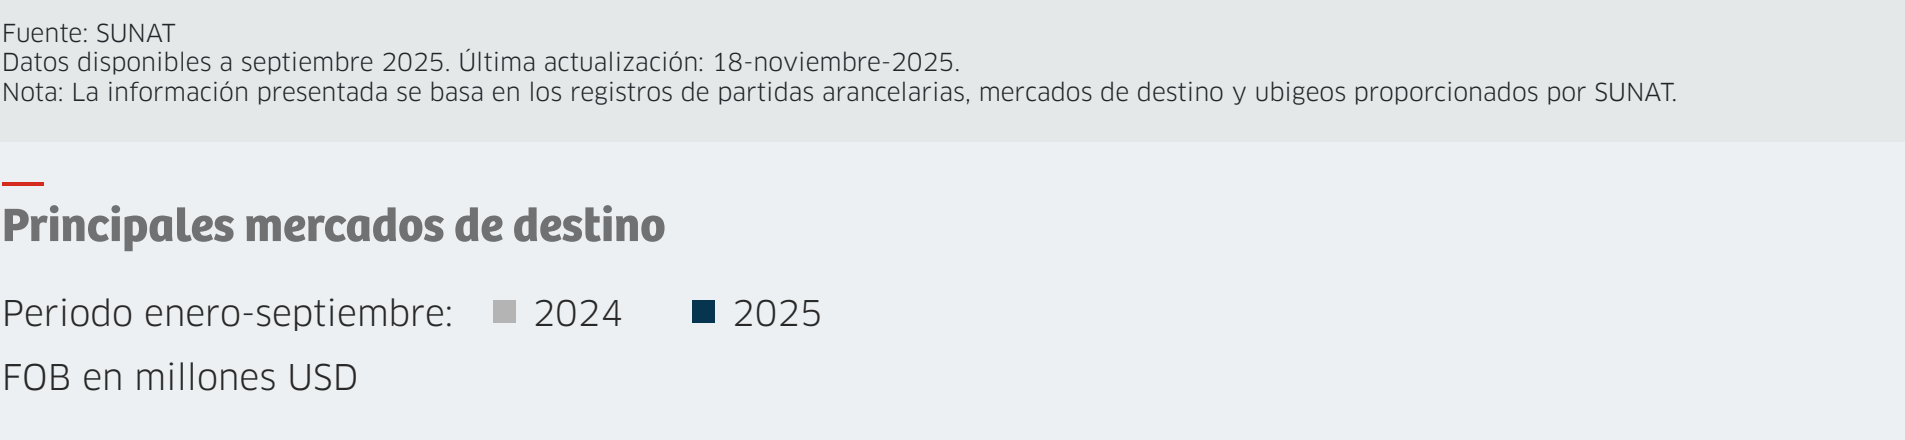 Fuente: SUNAT
Datos disponibles a septiembre 2025. Última actualización: 18-noviembre-2025.
Nota: La información presentada se basa en los registros de partidas arancelarias, mercados de destino y ubigeos proporcionados por SUNAT.
Principales mercados de destino
Periodo enero-septiembre: 2024 2025
FOB en millones USD